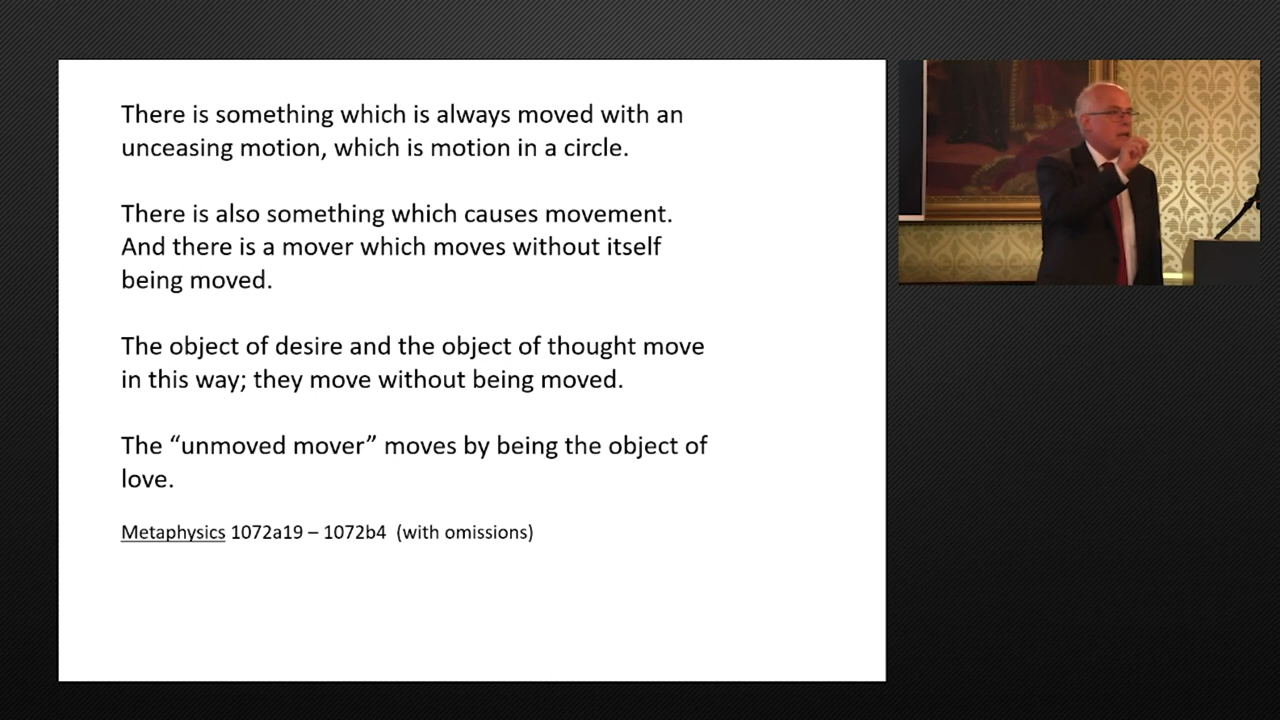 There is something which is always moved with an
unceasing motion, which is motion in a circle.
There is also something which causes movement.
And there is a mover which moves without itself
being moved.
The object of desire and the object of thought move
in this way; they move without being moved.
The “unmoved mover” moves by being the object of
love.
Metaphysics 1072a19 – 1072b4  (with omissions)